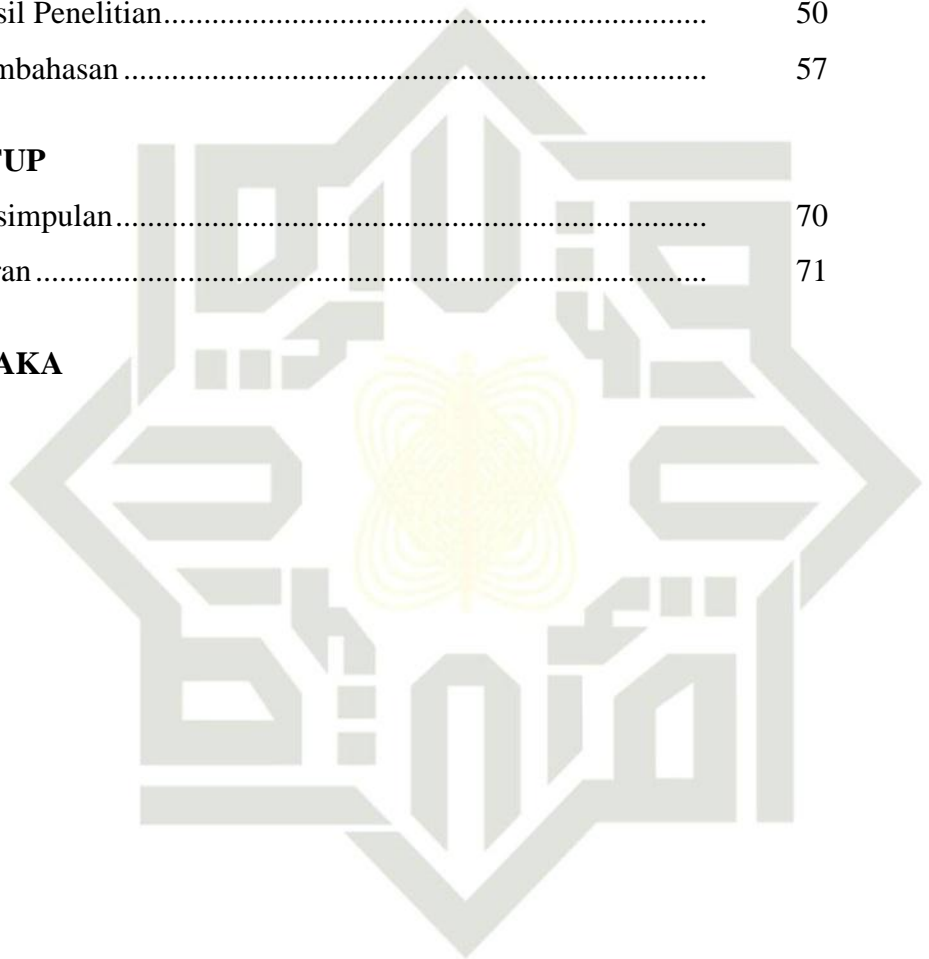 sil Penelitian.......................................................................... 50
mbahasan............................................................................... 57
TUP
simpulan................................................................................ 70
ran.......................................................................................... 71
AKA